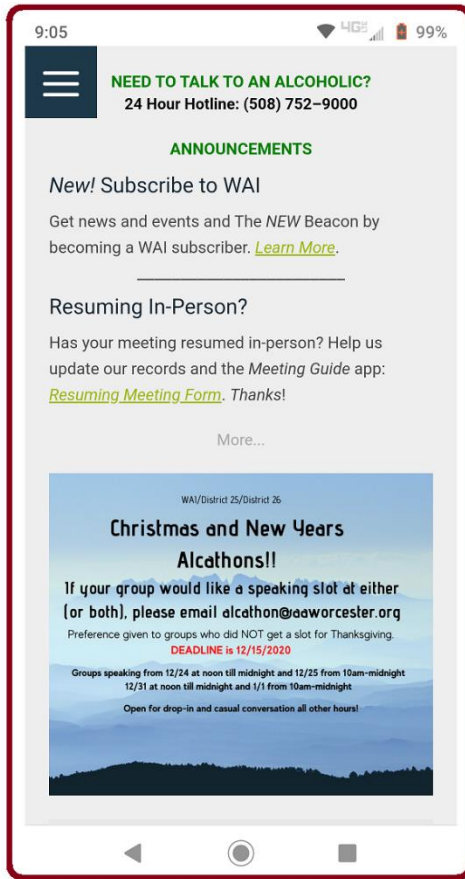 9:05 4G 99%
NEED TO TALK TO AN ALCOHOLIC?
24 Hour Hotline: (508) 752–9000
ANNOUNCEMENTS
New! Subscribe to WAI
Get news and events and The NEW Beacon by
becoming a WAI subscriber. Learn More.
Resuming In-Person?
Has your meeting resumed in-person? Help us
update our records and the Meeting Guide app:
Resuming Meeting Form. Thanks!
More...
WAI/District 25/District 26
Christmas and New Years
Alcathons!!
If your group would like a speaking slot at either
(or both), please email alcathon@aaworcester.org
Preference given to groups who did NOT get a slot for Thanksgiving.
DEADLINE is 12/15/2020
Groups speaking from 12/24 at noon till midnight and 12/25 from 10am-midnight
12/31 at noon till midnight and 1/1 from 10am-midnight
Open for drop-in and casual conversation all other hours!